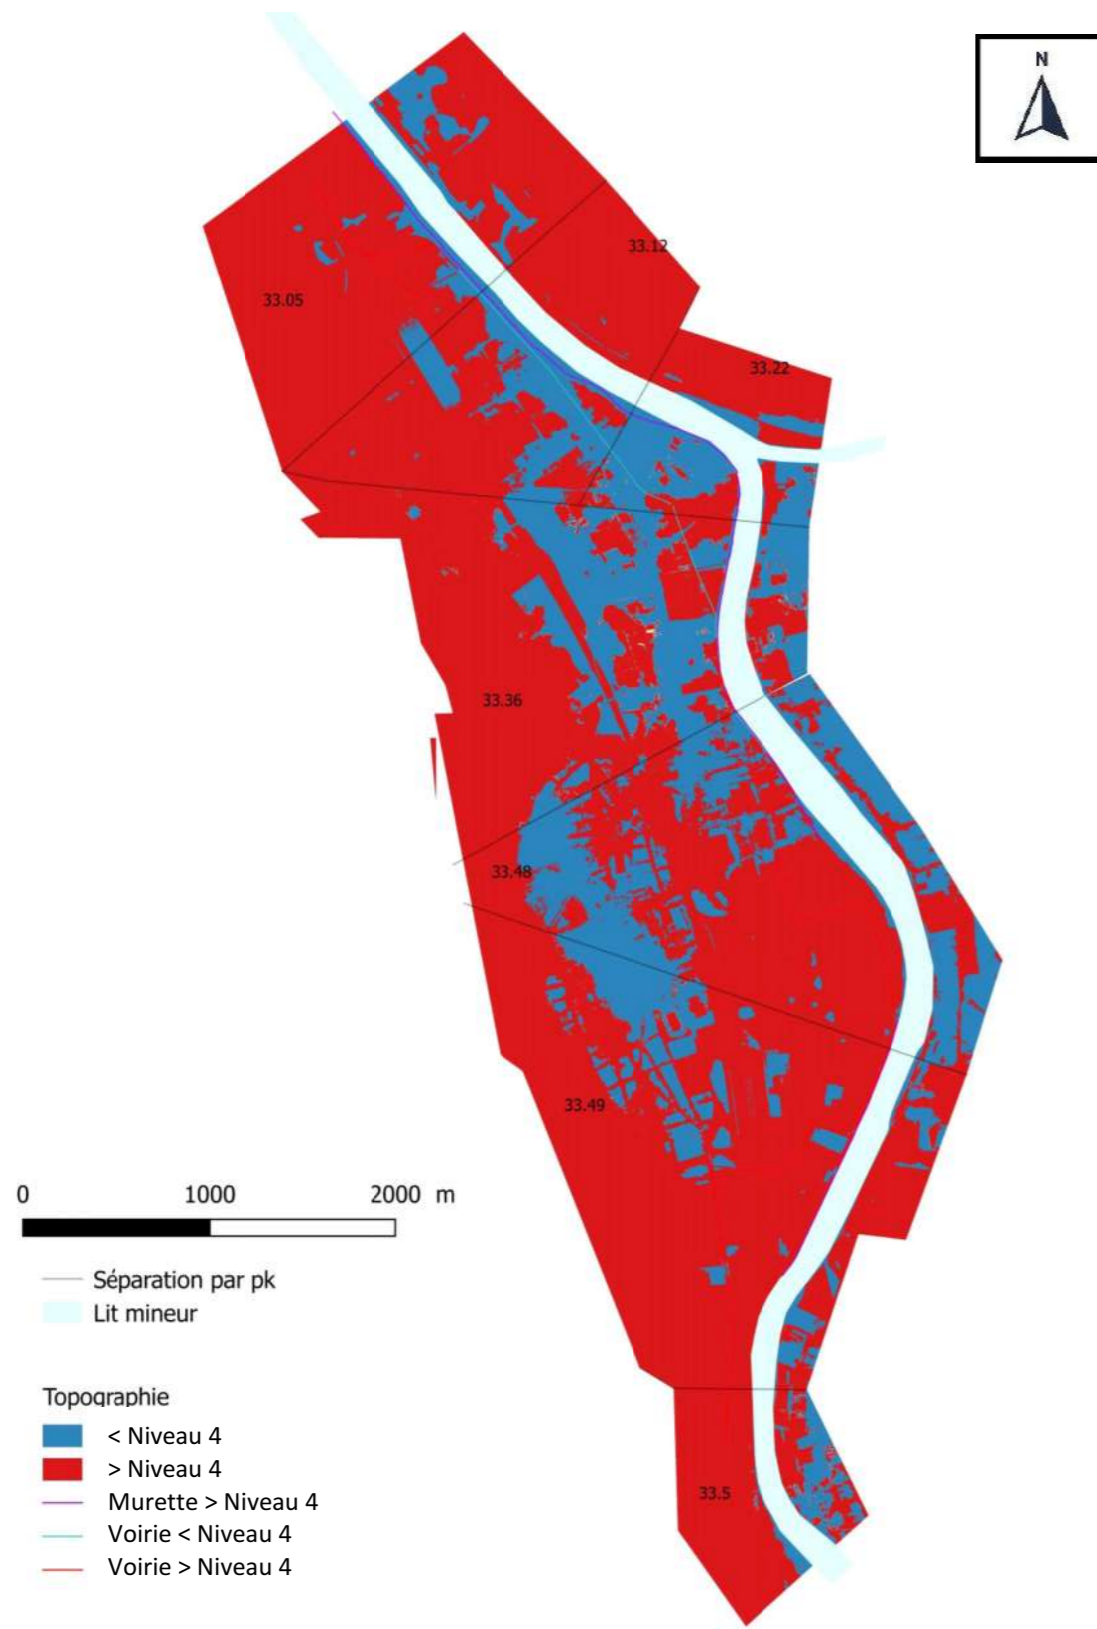 N
33.12
33.05
33.22
33.36
33.48
33.49
0 1000 2000 m
Séparation par pk
Lit mineur
Topographie
< Niveau 4
> Niveau 4
Murette > Niveau 4
33.5
Voirie < Niveau 4
Voirie > Niveau 4